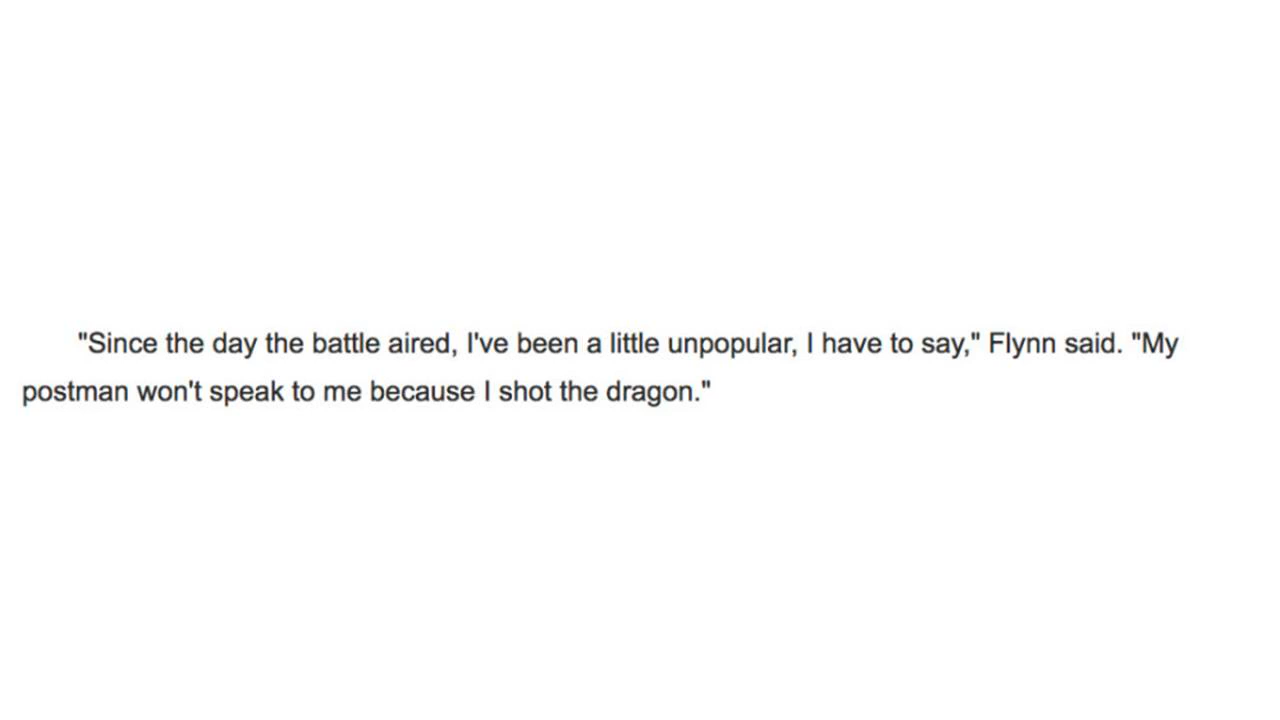 "Since the day the battle aired, I've been a little unpopular, I have to say," Flynn said. "My
postman won't speak to me because I shot the dragon."